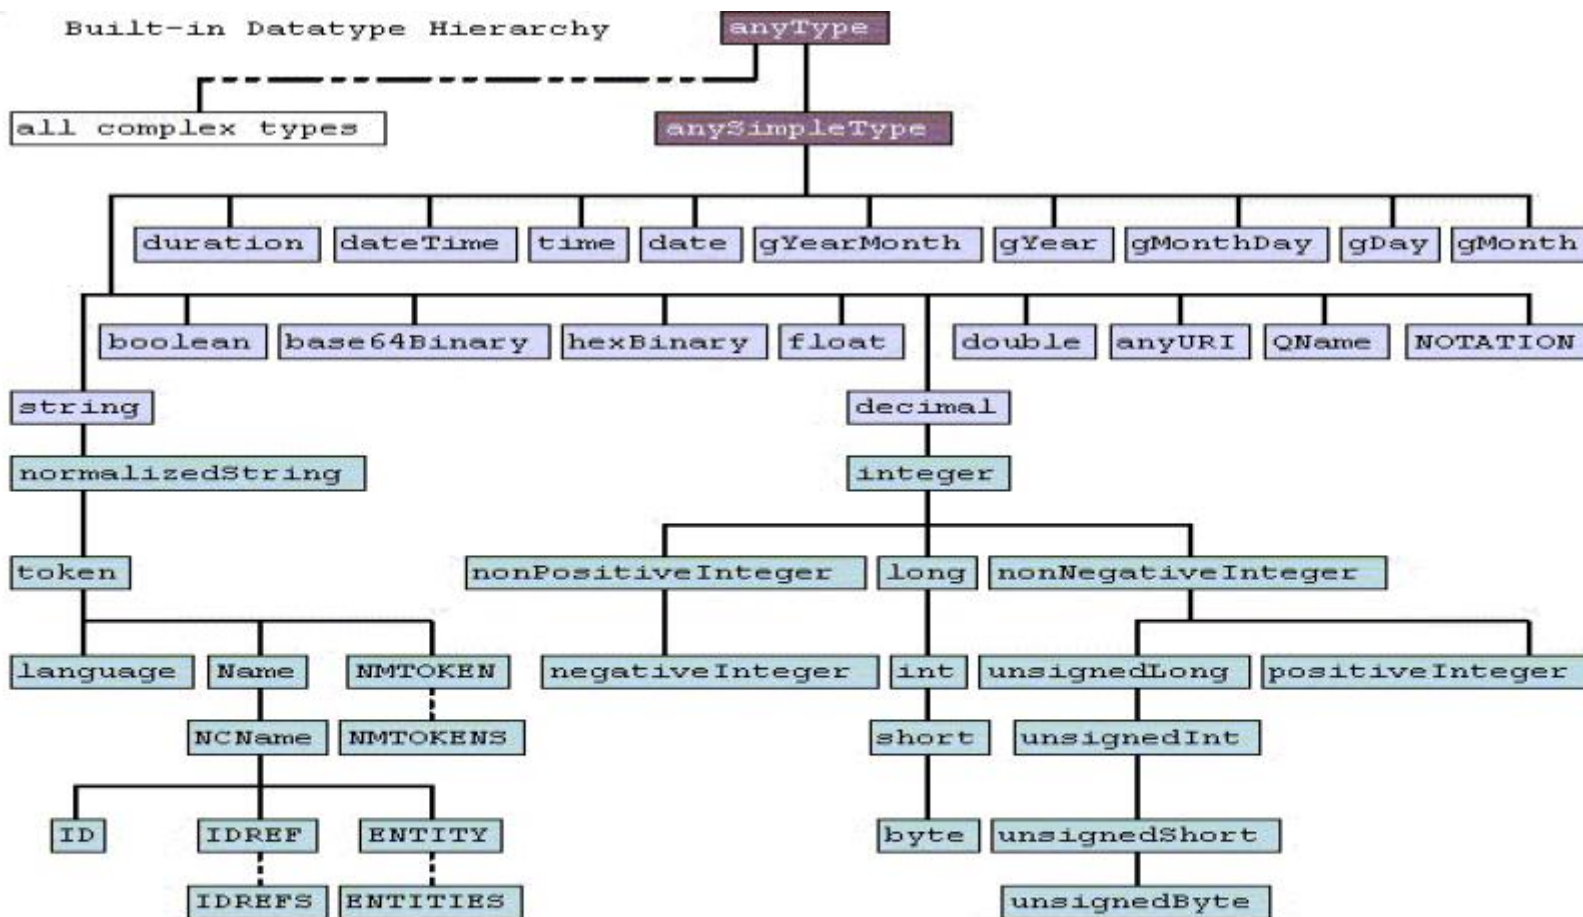 Built-in Datatype Hierarchy anyType
all complex types anySimpleType
duration dateTime time date gYearMonth gYear gMonthDay gDay gMonth
boolean base64Binary hexBinary float double anyURI QName NOTATION
string decimal
normalizedString integer
token nonPositiveInteger long nonNegativeInteger
language Name NMTOKEN negativeInteger int unsignedLong positiveInteger
NCName NMTOKENS short unsignedInt
ID IDREF ENTITY byte unsignedShort
IDREFS ENTITIES unsignedByte